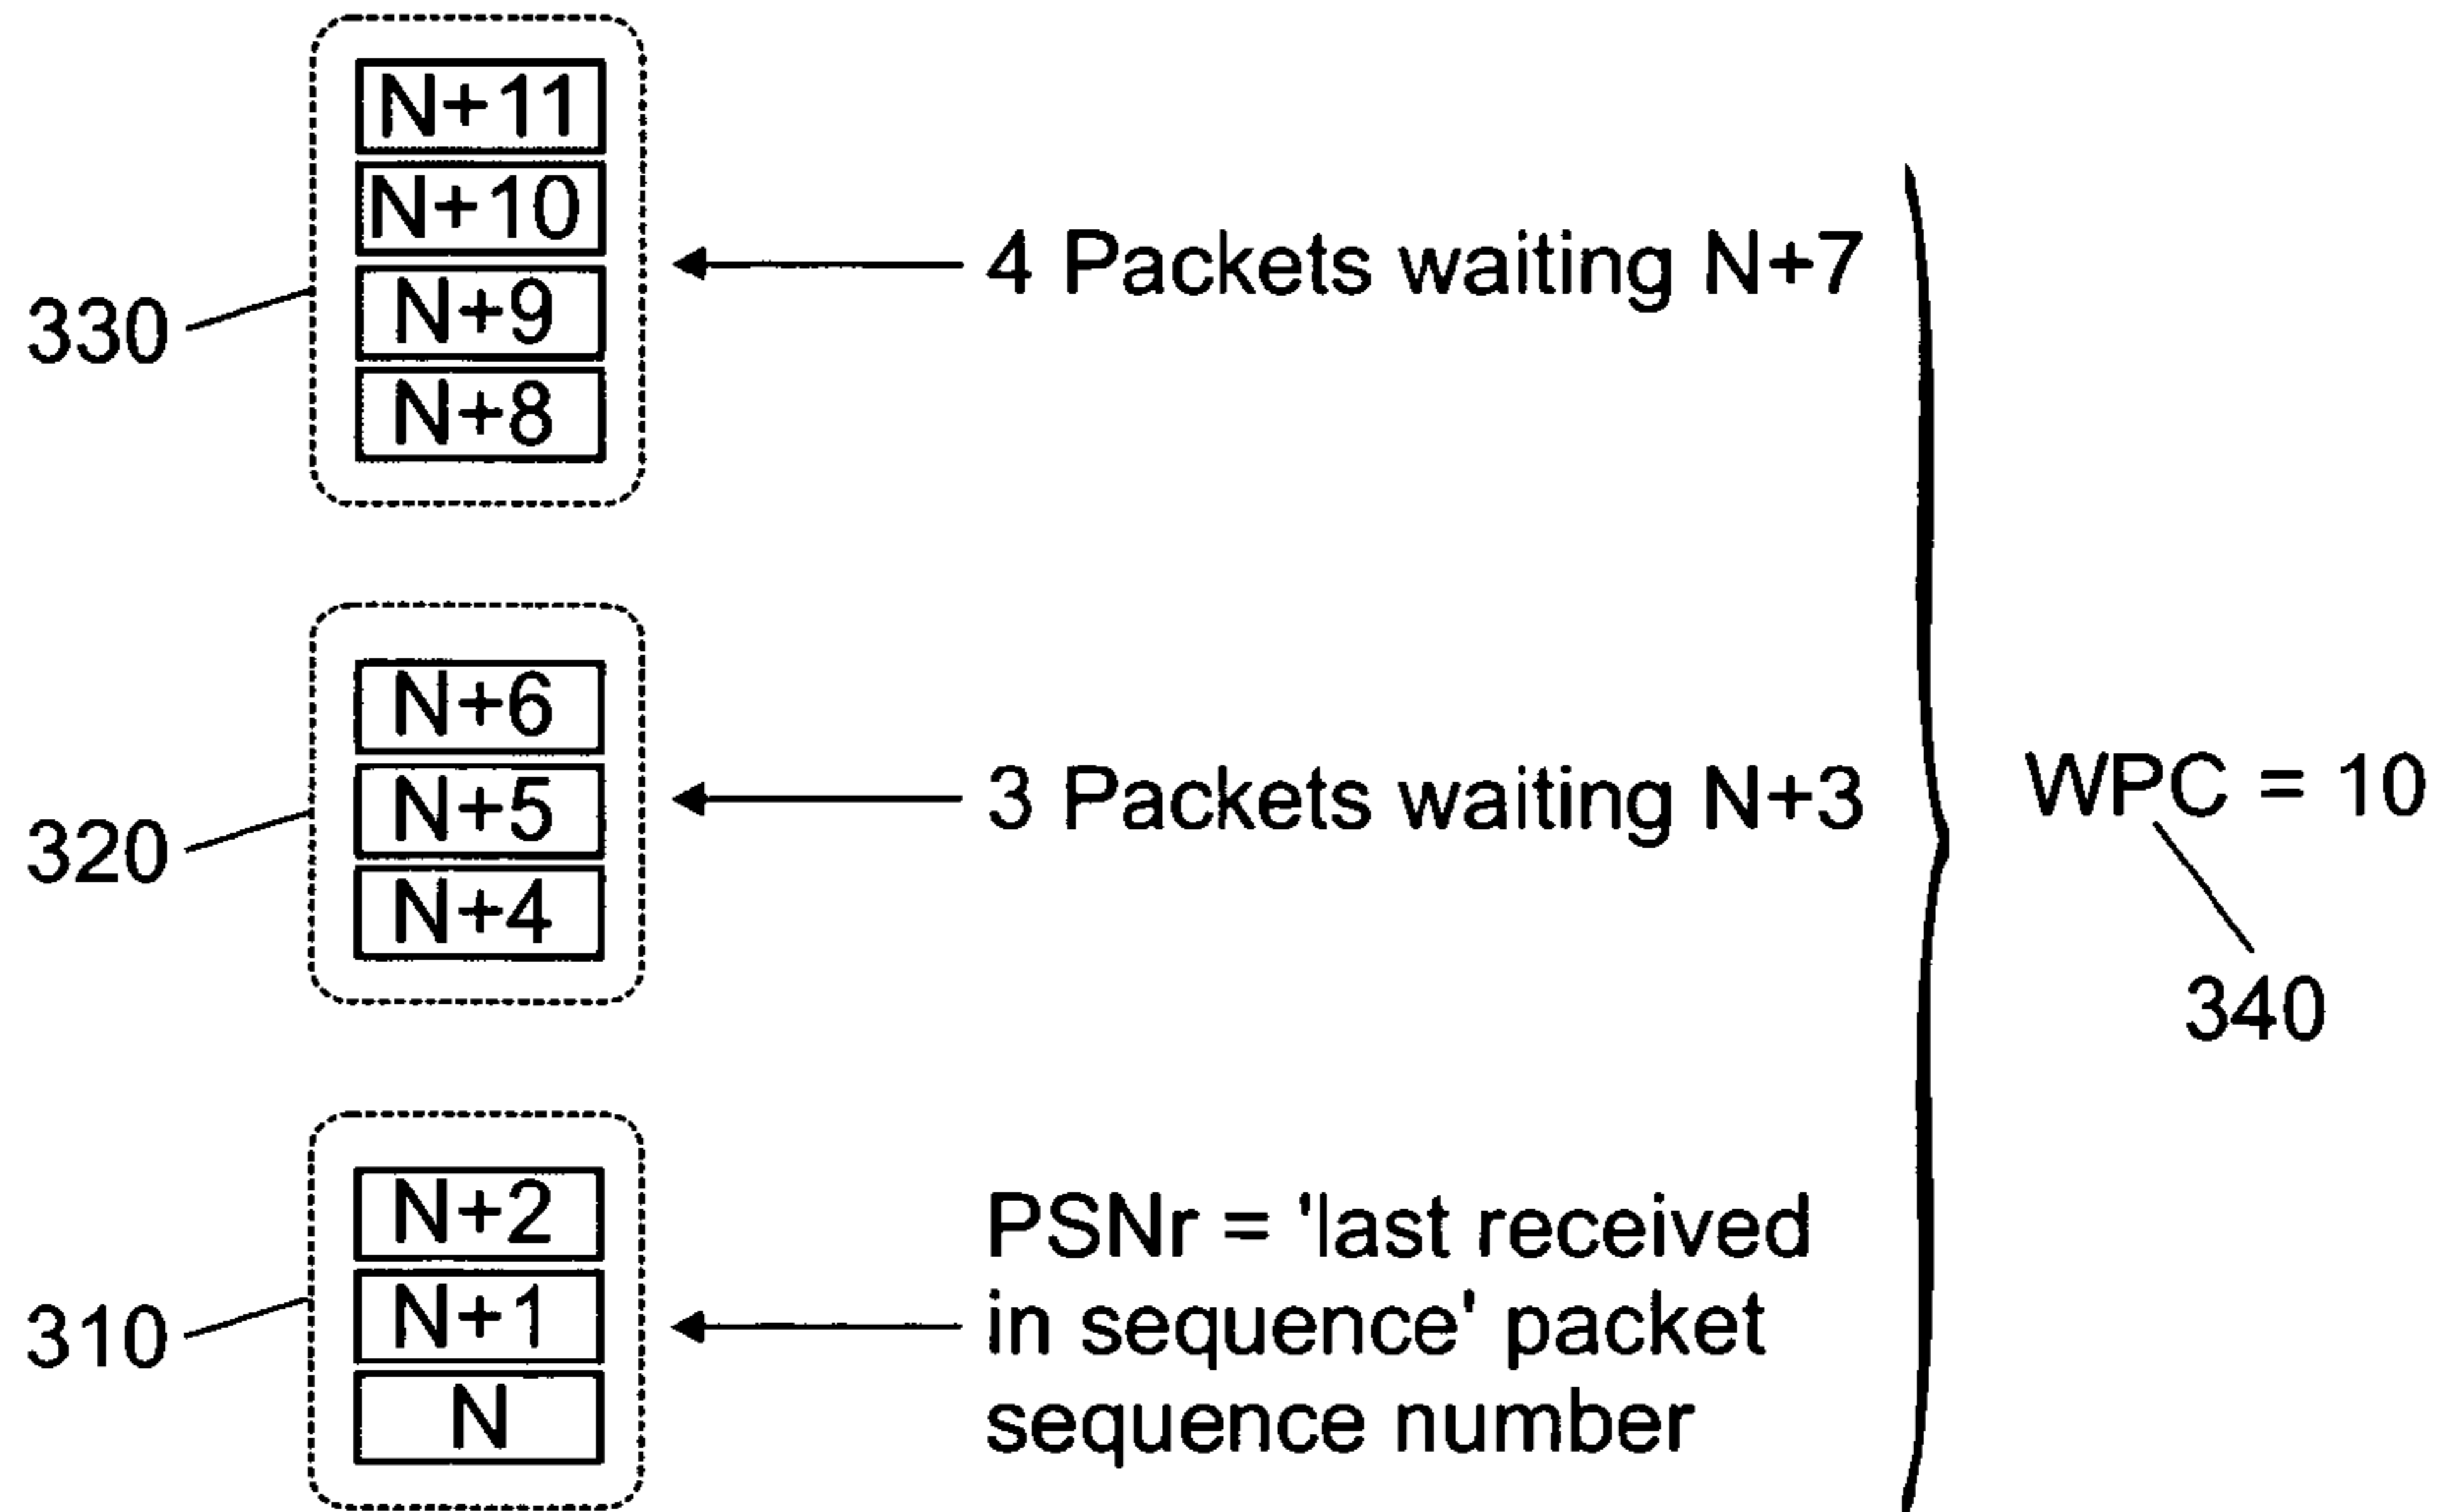 N+11
N+10
N+9
N+8
330
4 Packets waiting N+7
N+6
N+5
N+4
320
3 Packets waiting N+3
WPC = 10
340
N+2
N+1
N
310
PSNr = 'last received
in sequence' packet
sequence number